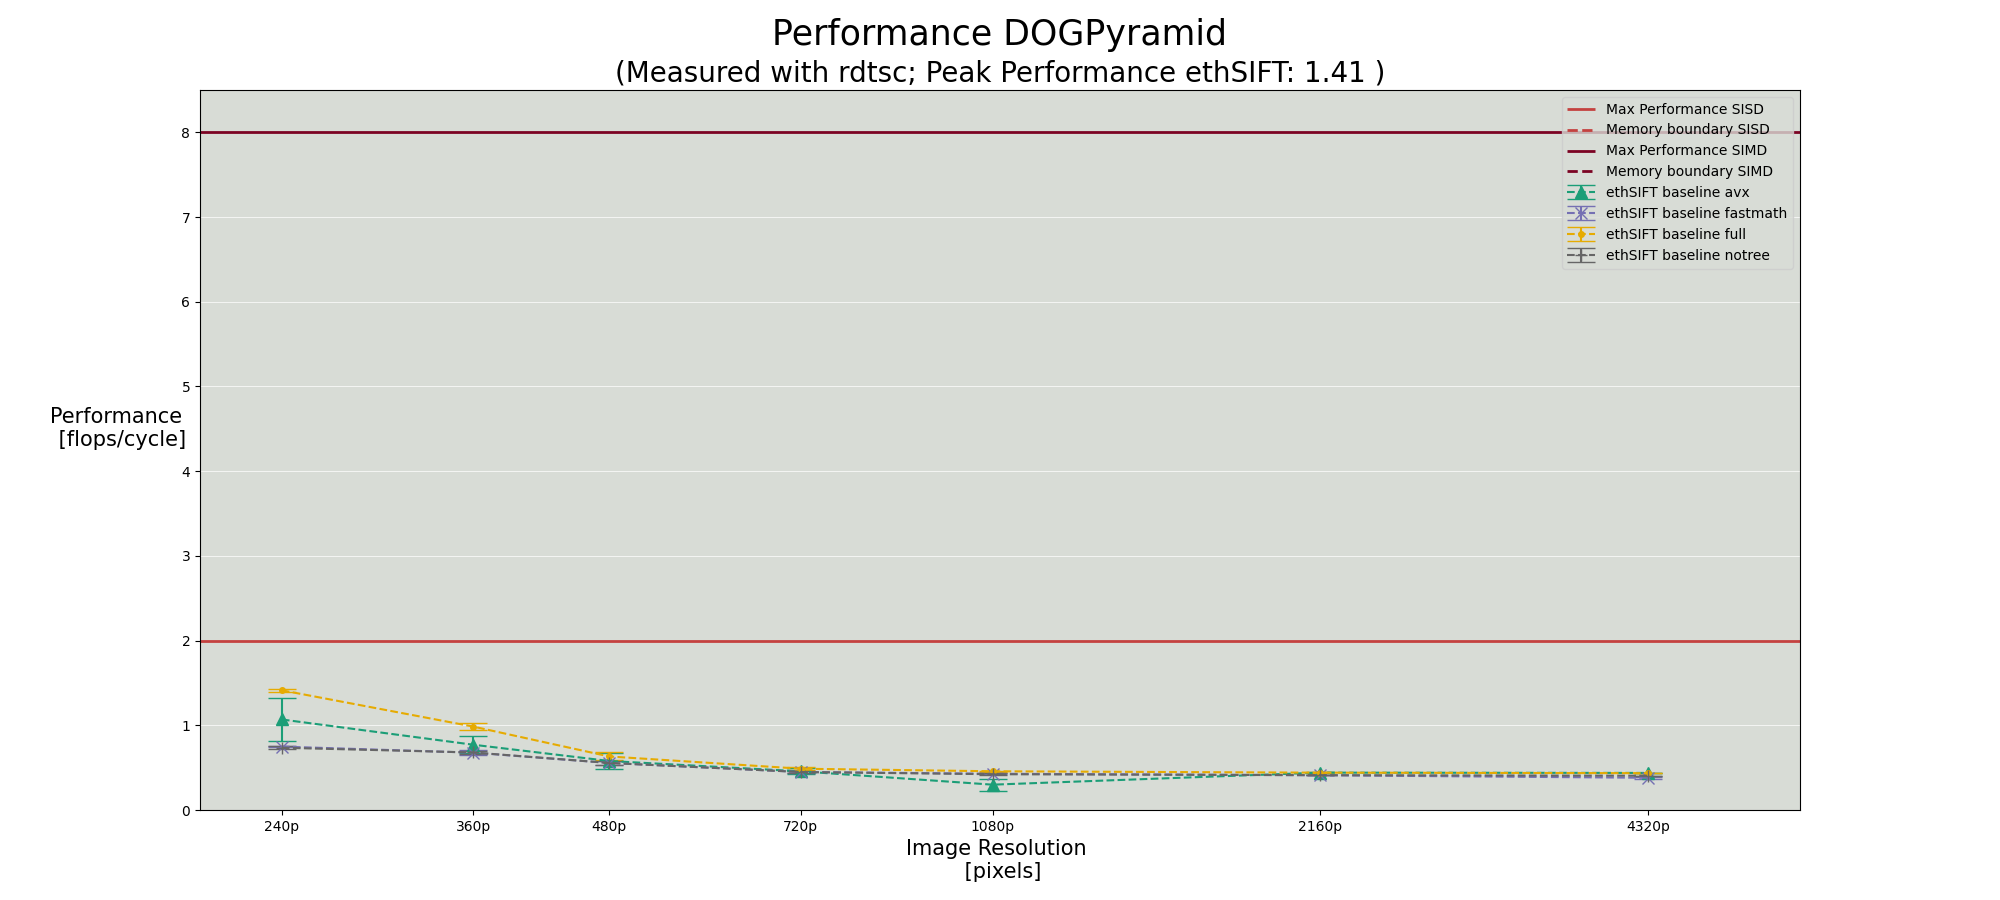 Performance DOGPyramid
(Measured with rdtsc; Peak Performance ethSIFT: 1.41 )
Max Performance SISD
Memory boundary SISD
Max Performance SIMD
Memory boundary SIMD
ethSIFT baseline avx
ethSIFT baseline fastmath
ethSIFT baseline full
ethSIFT baseline notree
8
7
6
5
4
3
2
1
0
Performance
[flops/cycle]
240p 360p 480p 720p 1080p 2160p 4320p
Image Resolution
[pixels]